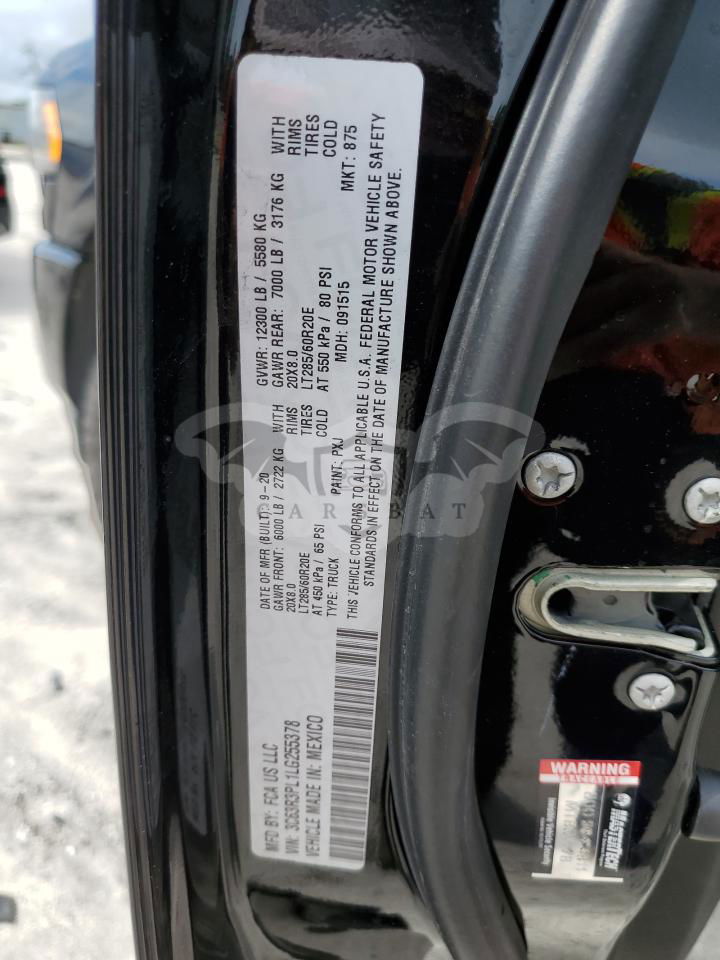 MFD BY: FCA US LLC
DATE OF MFR (BUILT): 9-20
GVWR: 12300 LB / 5580 KG
VIN: 3C63R3PL1LG255378
GAWR FRONT: 6000 LB / 2722 KG WITH
GAWR REAR: 7000 LB / 3176 KG WITH
20X8.0 RIMS
20X8.0 RIMS
VEHICLE MADE IN: MEXICO
LT285/60R20E TIRES
LT285/60R20E TIRES
AT 450 kPa / 65 PSI COLD
AT 550 kPa / 80 PSI COLD
TYPE: TRUCK
PAINT: PXJ
MDH: 091515
MKT: 875
THIS VEHICLE CONFORMS TO ALL APPLICABLE U.S.A. FEDERAL MOTOR VEHICLE SAFETY
STANDARDS IN EFFECT ON THE DATE OF MANUFACTURE SHOWN ABOVE.
WARNING
MASTERTECH